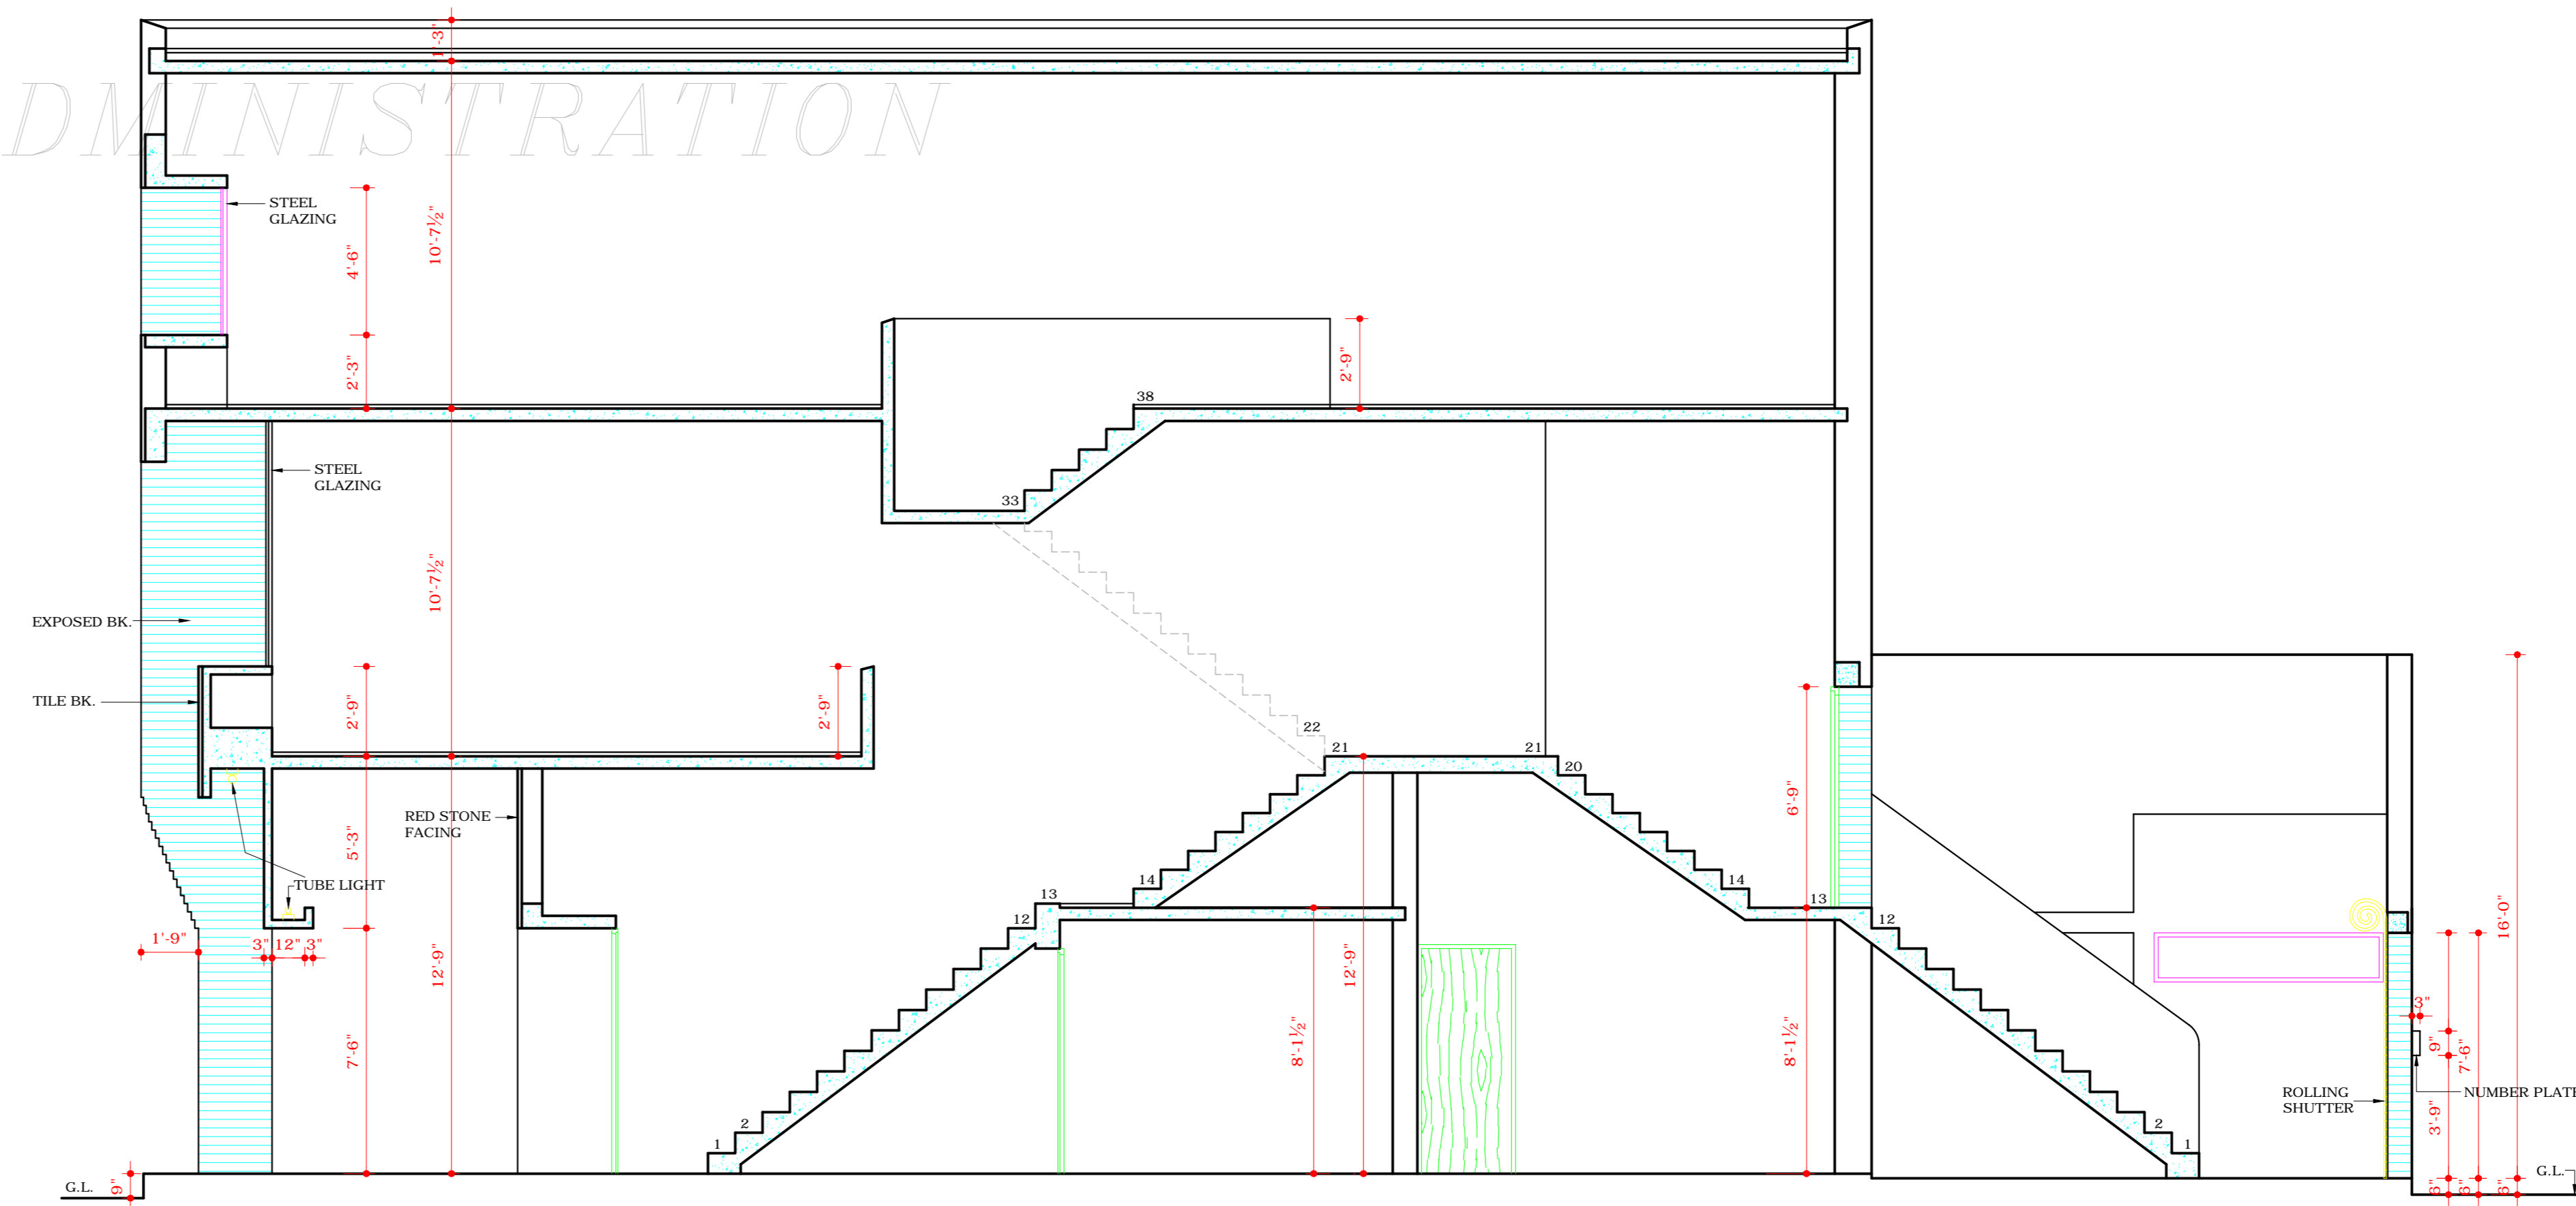 1'-3"
DMINISTRATION
STEEL
GLAZING
10'-7½"
4'-6"
2'-3"
2'-9"
38
33
STEEL
GLAZING
10'-7½"
EXPOSED BK.
TILE BK.
2'-9"
2'-9"
22
21
21
20
6'-9"
16'-0"
RED STONE
FACING
5'-3"
TUBE LIGHT
14
14
13
13
12
12
1'-9"
3"
12"
3"
12'-9"
12'-9"
8'-1½"
8'-1½"
7'-6"
3"
9"
7'-6"
ROLLING
SHUTTER
NUMBER PLATE
3'-9"
2
1
2
1
G.L.
9"
6"
6"
6"
G.L.